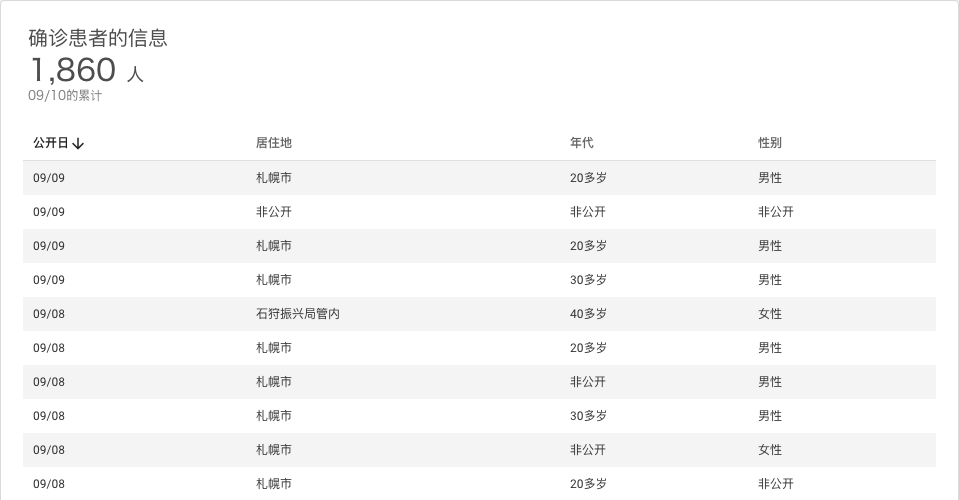 确诊患者的信息
1,860 人
09/10的累计
公开日↓ 居住地 年代 性别
09/09 札幌市 20多岁 男性
09/09 非公开 非公开 非公开
09/09 札幌市 20多岁 男性
09/09 札幌市 30多岁 男性
09/08 石狩振兴局管内 40多岁 女性
09/08 札幌市 20多岁 男性
09/08 札幌市 非公开 男性
09/08 札幌市 30多岁 男性
09/08 札幌市 非公开 女性
09/08 札幌市 20多岁 非公开